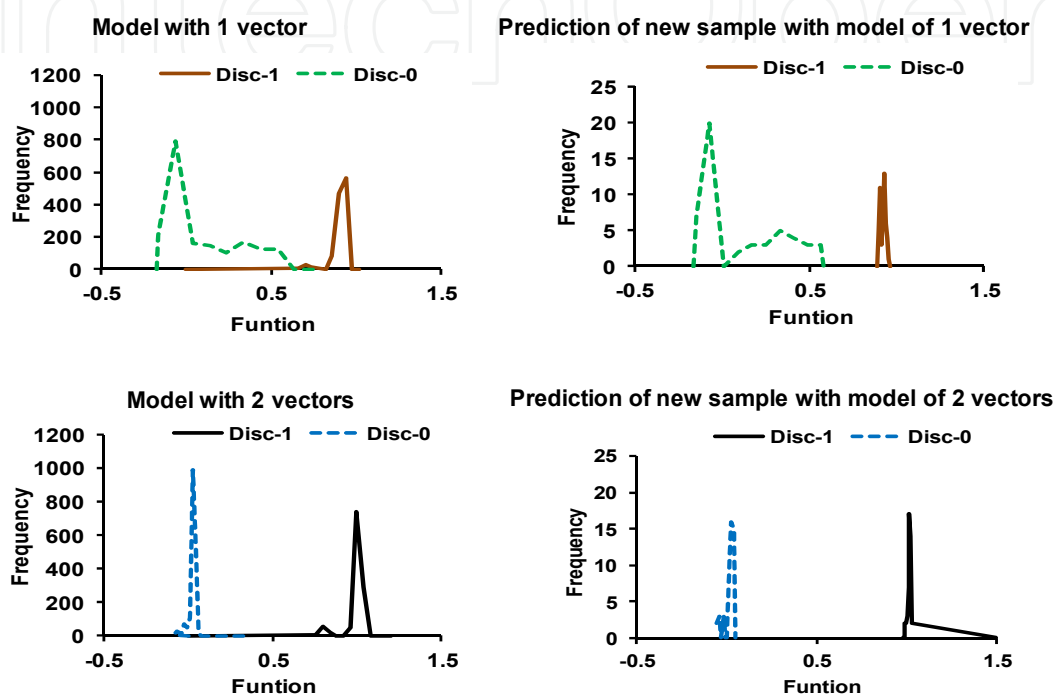 Model with 1 vector
Disc-1 Disc-0
1200
1000
800
600
400
200
0
Frequency
-0.5 0.5 1.5
Funtion
Prediction of new sample with model of 1 vector
Disc-1 Disc-0
25
20
15
10
5
0
Frequency
-0.5 0.5 1.5
Funtion
Model with 2 vectors
Disc-1 Disc-0
1200
1000
800
600
400
200
0
Frequency
-0.5 0.5 1.5
Funtion
Prediction of new sample with model of 2 vectors
Disc-1 Disc-0
25
20
15
10
5
0
Frequency
-0.5 0.5 1.5
Funtion